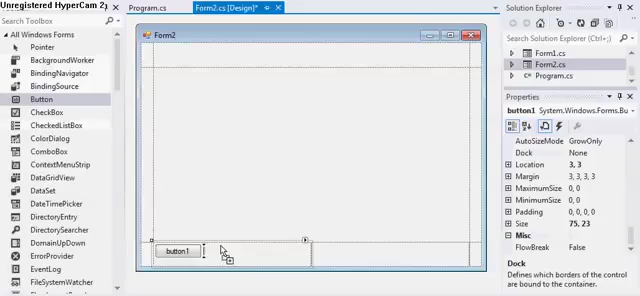 Unregistered HyperCam 2
Program.cs
Form2.cs [Design]*
Solution Explorer
All Windows Forms
Pointer
BackgroundWorker
BindingNavigator
BindingSource
Button
CheckBox
CheckedListBox
ColorDialog
ComboBox
ContextMenuStrip
DataGridView
DataSet
DateTimePicker
DirectoryEntry
DirectorySearcher
DomainUpDown
ErrorProvider
EventLog
FileSystemWatcher
Form2
button1
Search Solution Explorer (Ctrl+;)
Form1.cs
Form2.cs
Program.cs
Properties
button1 System.Windows.Forms.Bu
AutoSizeMode GrowOnly
Dock None
Location 3, 3
Margin 3, 3, 3, 3
MaximumSize 0, 0
MinimumSize 0, 0
Padding 0, 0, 0, 0
Size 75, 23
Misc
FlowBreak False
Dock
Defines which borders of the control
are bound to the container.